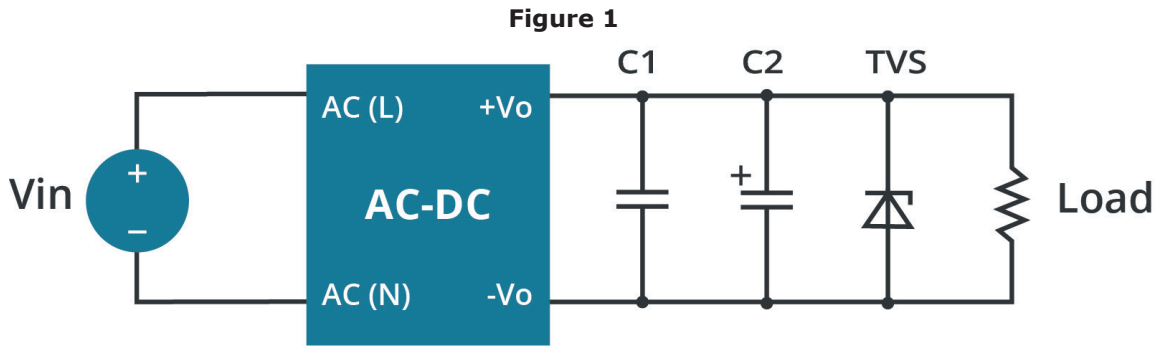 Figure 1
C1 C2 TVS
AC (L) +Vo
+
Vin
−
AC-DC
+
Load
AC (N) -Vo